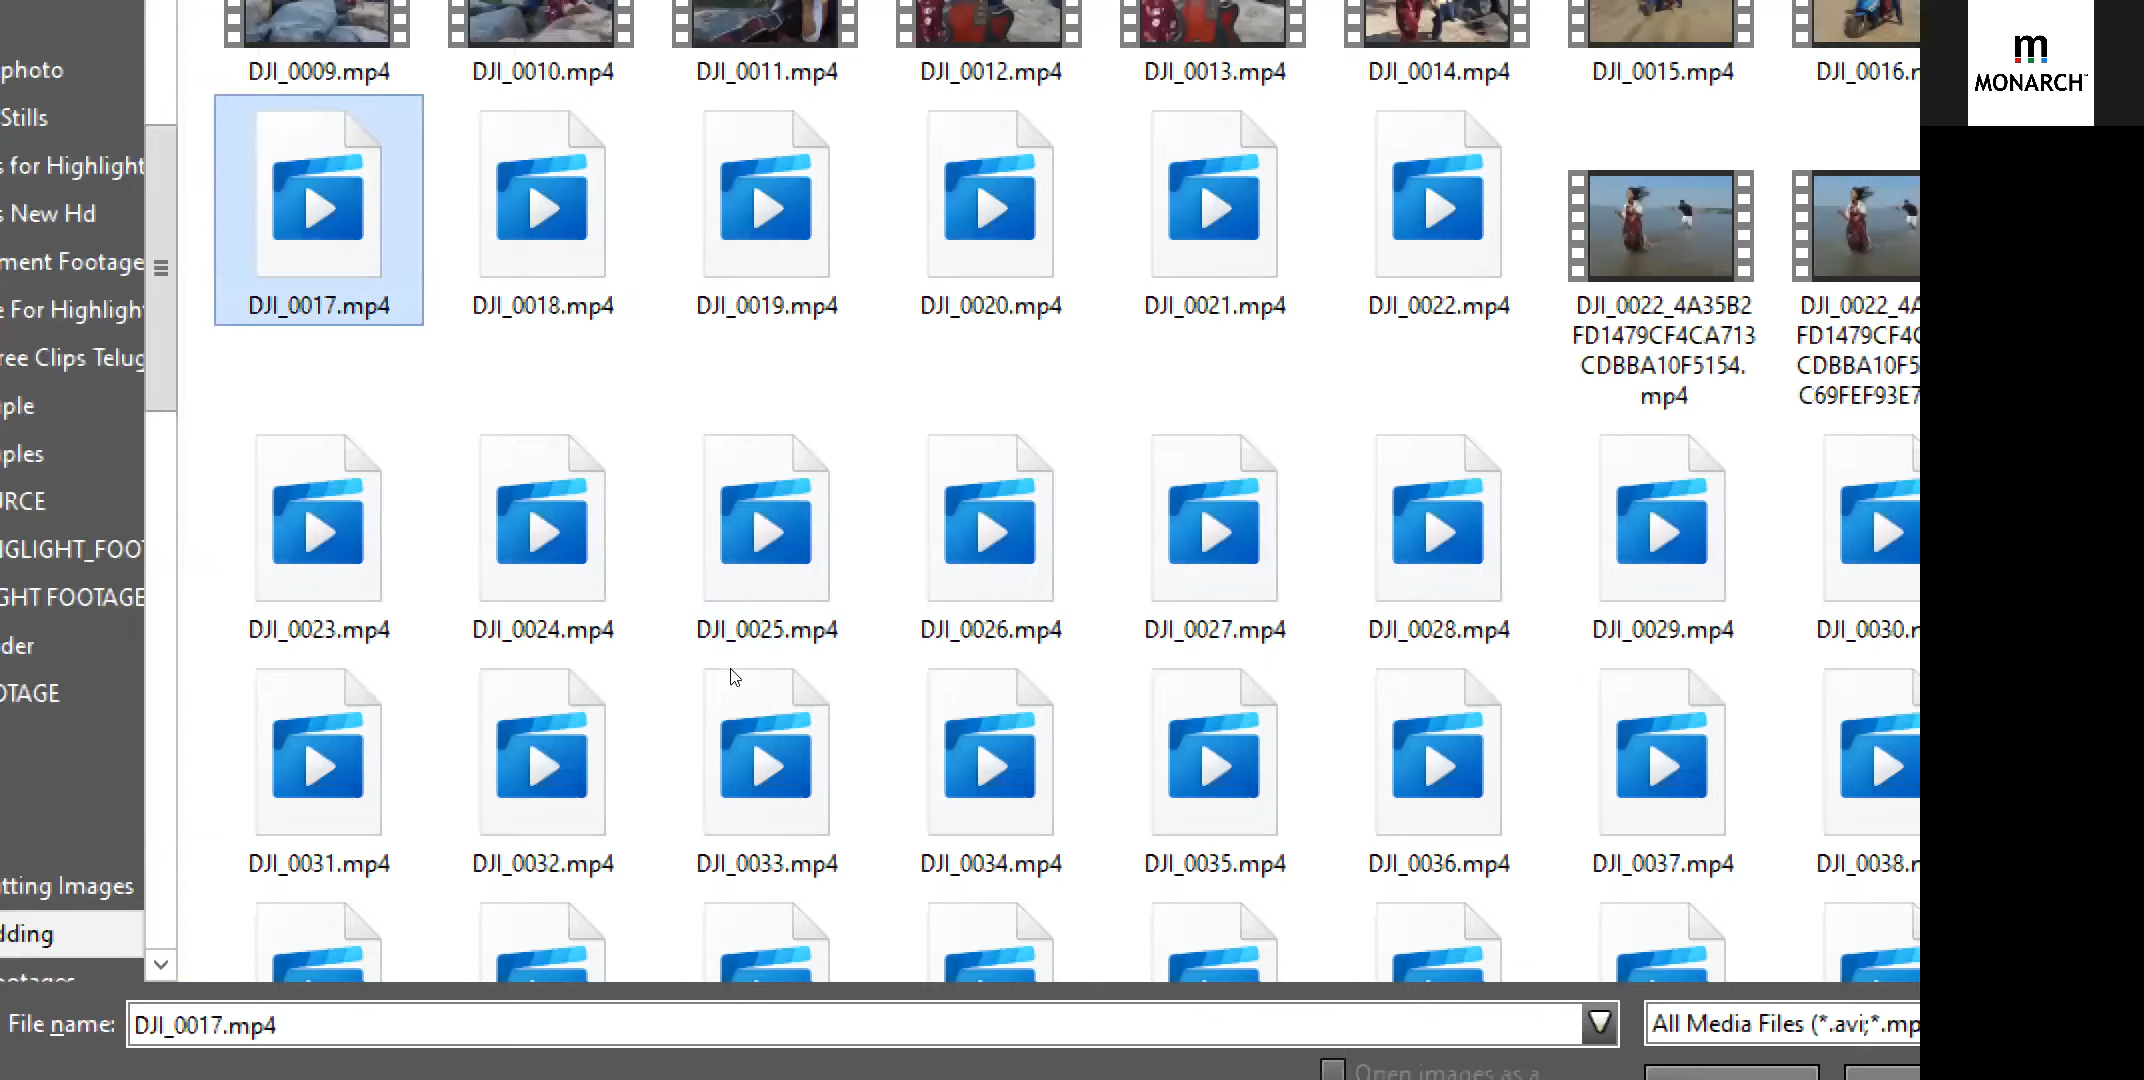 photo
Stills
s for Highlight
s New Hd
ment Footage
e For Highligh
ree Clips Telug
ple
ples
URCE
IGLIGHT_FOO
GHT FOOTAGE
der
OTAGE
tting Images
dding
DJI_0009.mp4 DJI_0010.mp4 DJI_0011.mp4 DJI_0012.mp4 DJI_0013.mp4 DJI_0014.mp4 DJI_0015.mp4 DJI_0016.
DJI_0017.mp4 DJI_0018.mp4 DJI_0019.mp4 DJI_0020.mp4 DJI_0021.mp4 DJI_0022.mp4
DJI_0022_4A35B2
FD1479CF4CA713
CDBBA10F5154.
mp4
DJI_0022_4A
FD1479CF4C
CDBBA10F5
C69FEF93E7
DJI_0023.mp4 DJI_0024.mp4 DJI_0025.mp4 DJI_0026.mp4 DJI_0027.mp4 DJI_0028.mp4 DJI_0029.mp4 DJI_0030.
DJI_0031.mp4 DJI_0032.mp4 DJI_0033.mp4 DJI_0034.mp4 DJI_0035.mp4 DJI_0036.mp4 DJI_0037.mp4 DJI_0038.
File name: DJI_0017.mp4 All Media Files (*.avi;*.mp
Open images as a
m
MONARCH